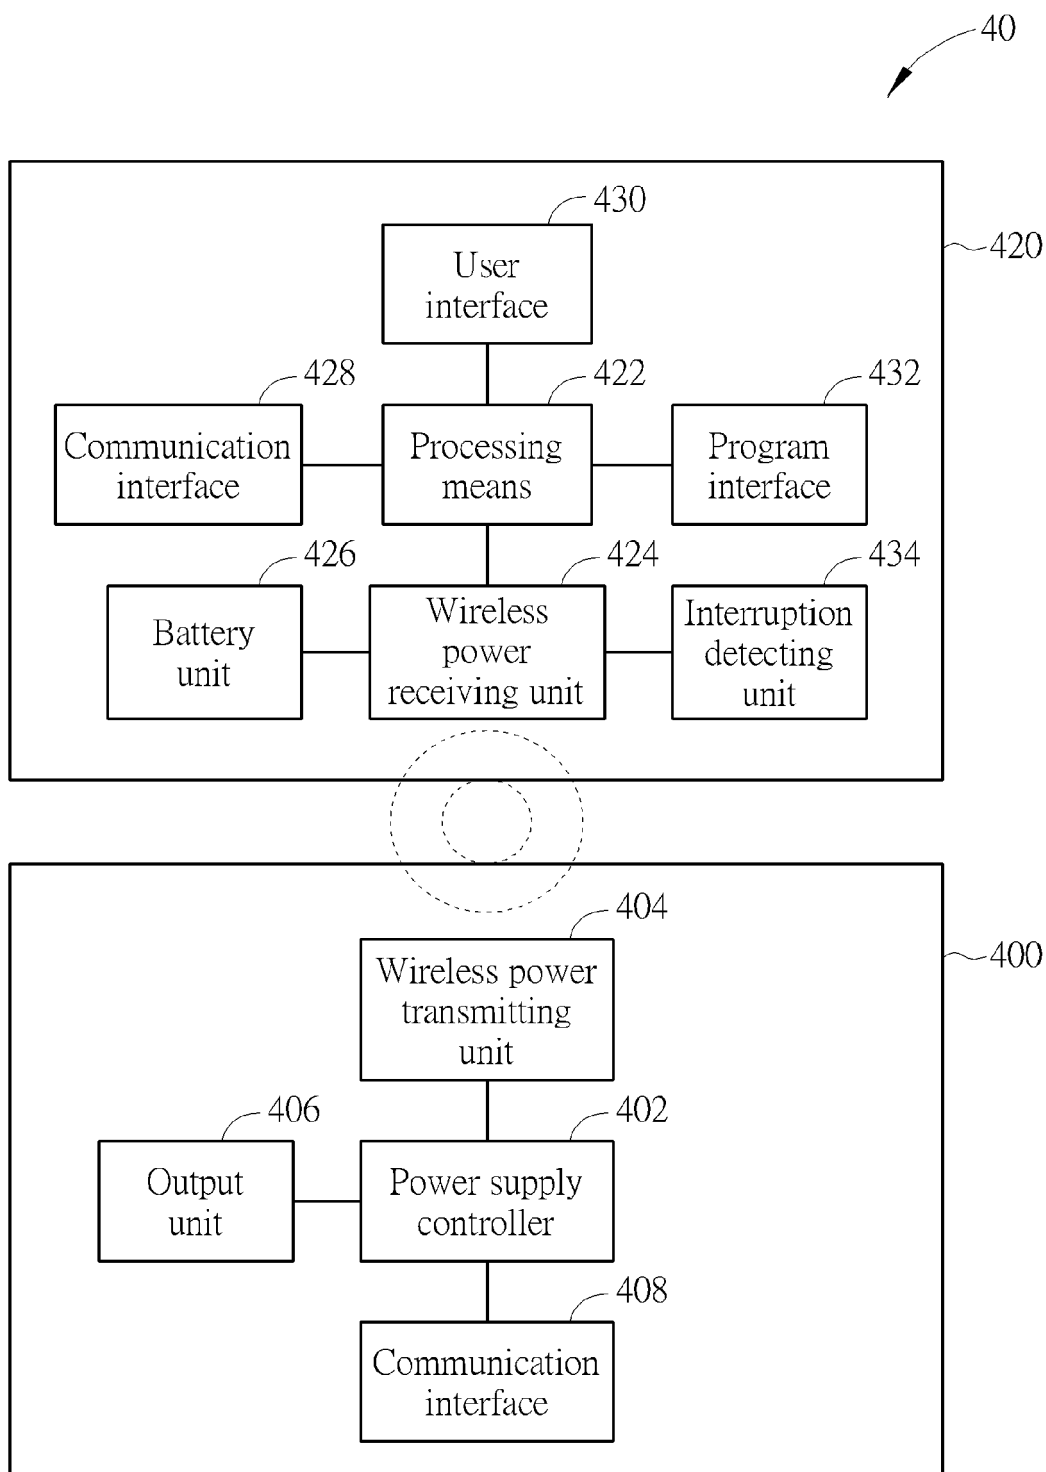 40
420
430
User
interface
428
422
432
Communication
interface
Processing
means
Program
interface
426
424
434
Battery
unit
Wireless
power
receiving unit
Interruption
detecting
unit
404
400
Wireless power
transmitting
unit
406
402
Output
unit
Power supply
controller
408
Communication
interface